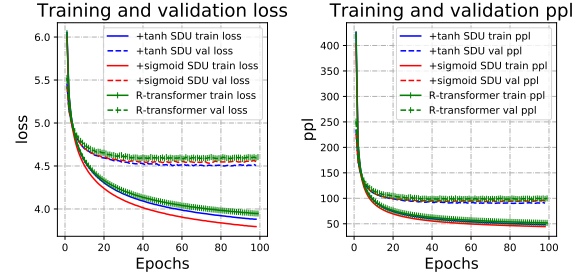 Training and validation loss
loss
6.0
5.5
5.0
4.5
4.0
+tanh SDU train loss
+tanh SDU val loss
+sigmoid SDU train loss
+sigmoid SDU val loss
R-transformer train loss
R-transformer val loss
0
20
40
60
80
100
Epochs
Training and validation ppl
ppl
400
350
300
250
200
150
100
50
+tanh SDU train ppl
+tanh SDU val ppl
+sigmoid SDU train ppl
+sigmoid SDU val ppl
R-transformer train ppl
R-transformer val ppl
0
20
40
60
80
100
Epochs